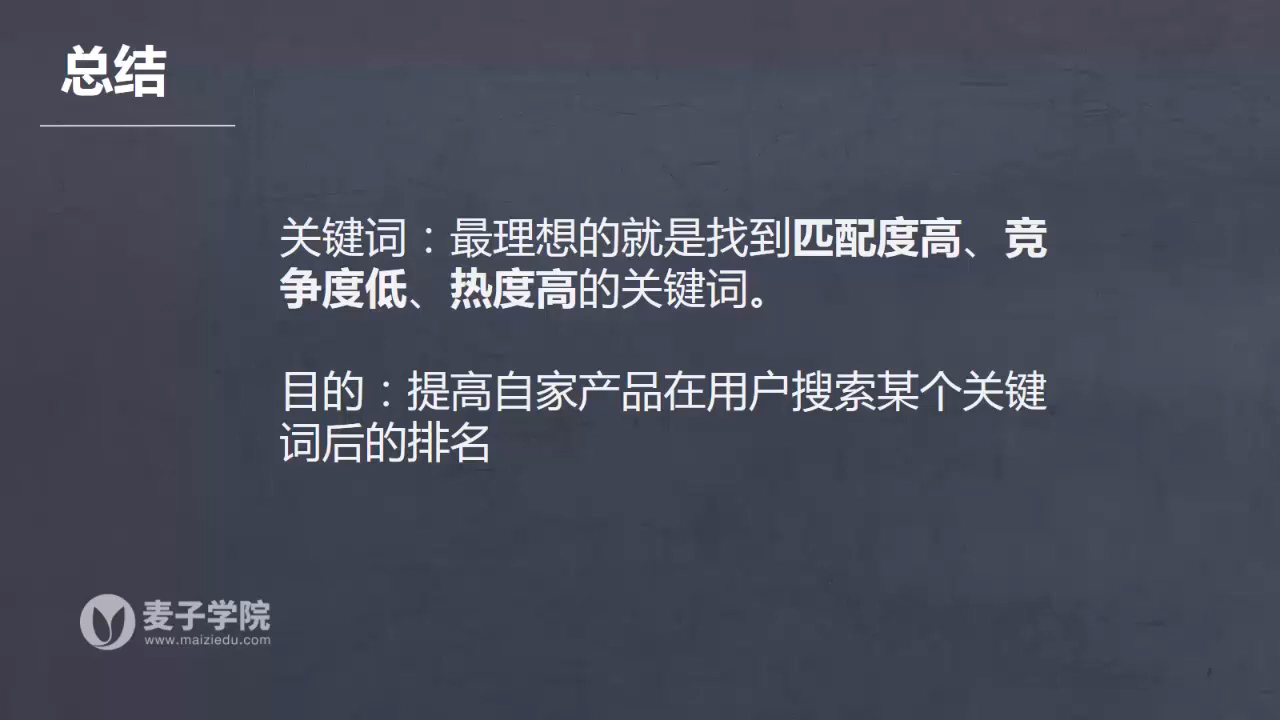 总结
关键词：最理想的就是找到匹配度高、竞
争度低、热度高的关键词。
目的：提高自家产品在用户搜索某个关键
词后的排名
麦子学院
www.maiziedu.com